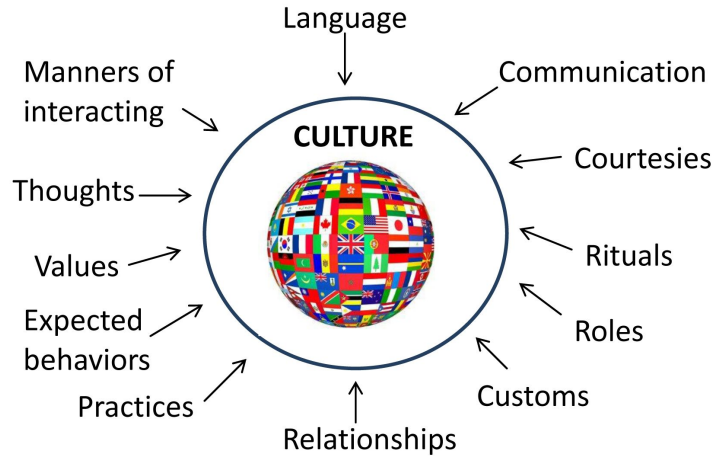 Language
Manners of
interacting
Communication
CULTURE
Courtesies
Thoughts
Values
Rituals
Expected
behaviors
Roles
Practices
Customs
Relationships